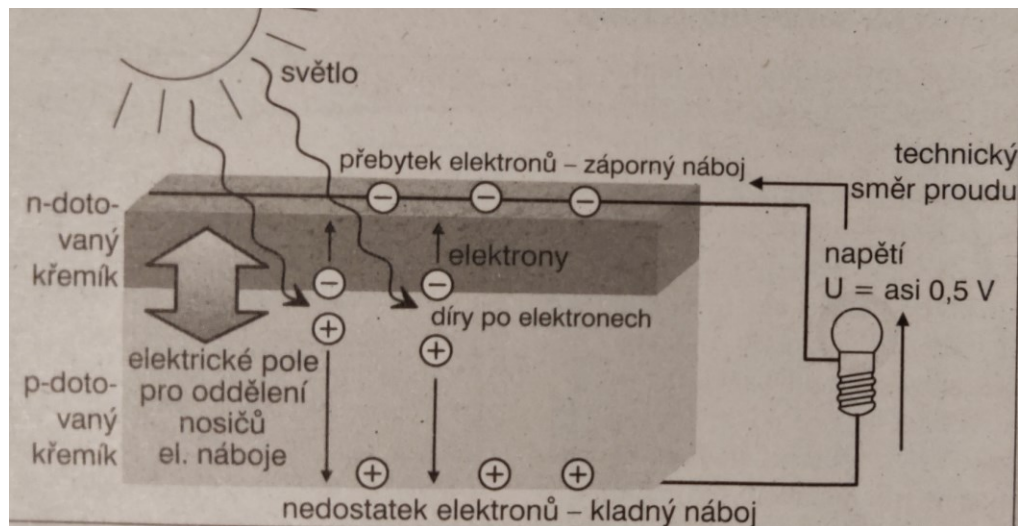 světlo
přebytek elektronů – záporný náboj
technický
směr proudu
n-doto-
vaný
křemík
elektrony
napětí
U = asi 0,5 V
díry po elektronech
elektrické pole
pro oddělení
nosičů
el. náboje
p-doto-
vaný
křemík
nedostatek elektronů – kladný náboj